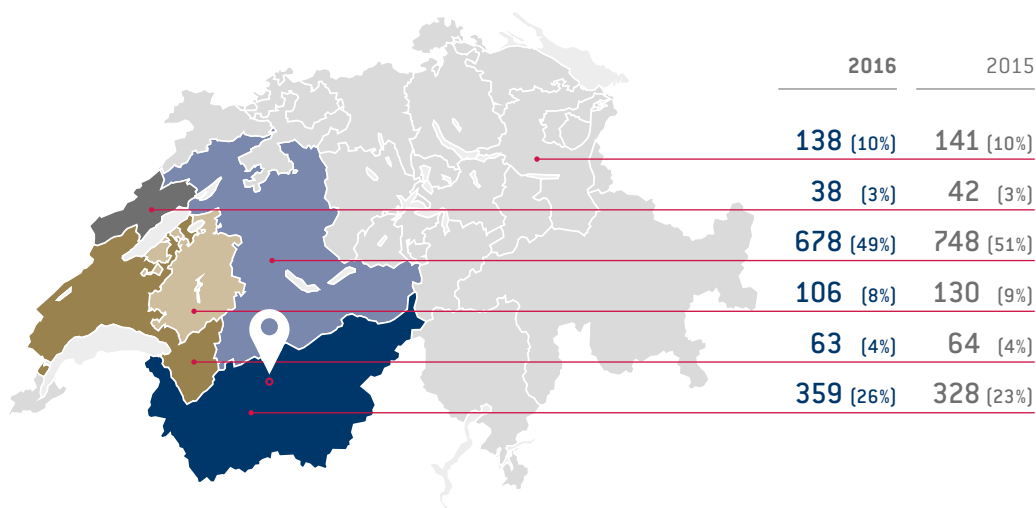 2016 2015
138 (10%) 141 (10%)
38 (3%) 42 (3%)
678 (49%) 748 (51%)
106 (8%) 130 (9%)
63 (4%) 64 (4%)
359 (26%) 328 (23%)